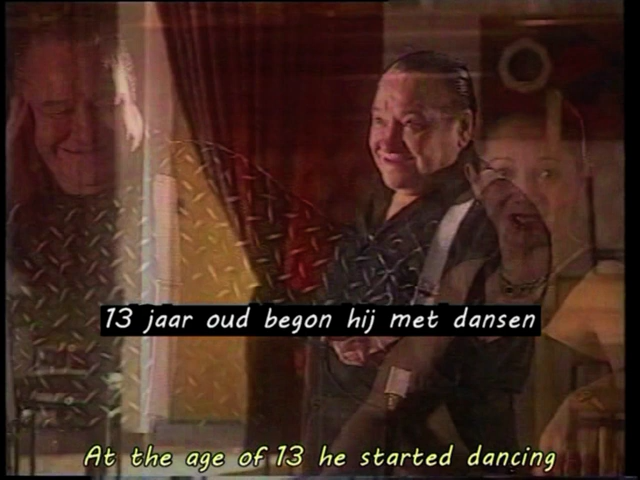 13 jaar oud begon hij met dansen
At the age of 13 he started dancing